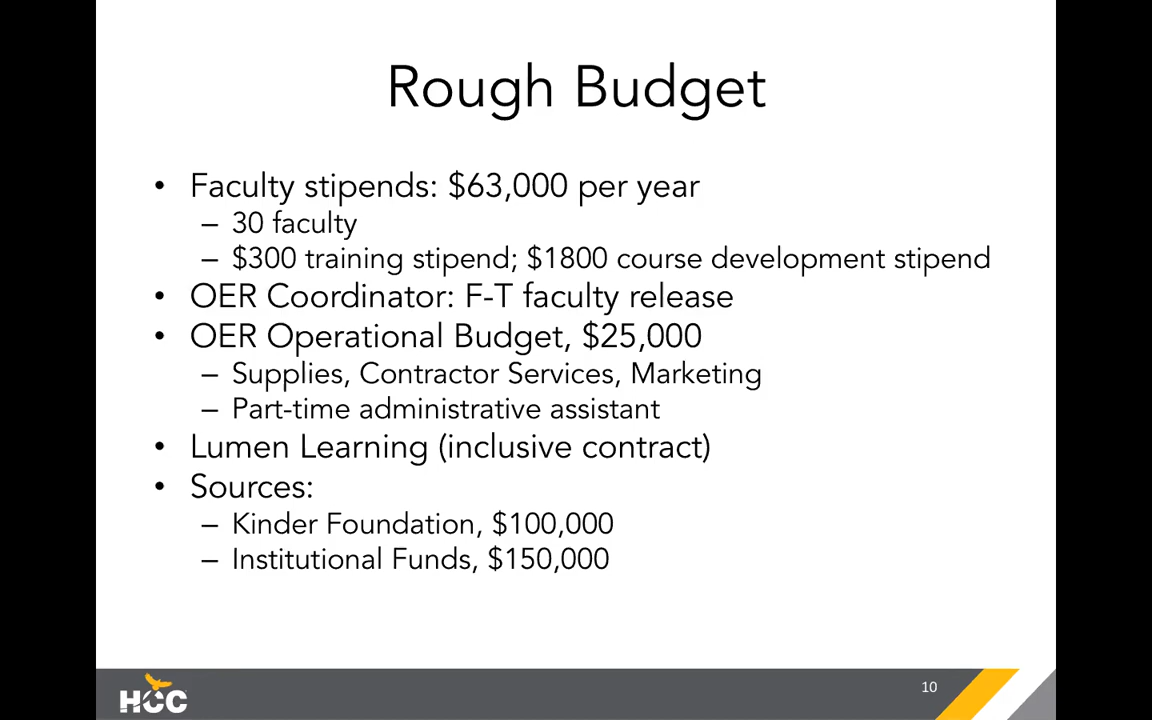 Rough Budget
• Faculty stipends: $63,000 per year
– 30 faculty
– $300 training stipend; $1800 course development stipend
• OER Coordinator: F-T faculty release
• OER Operational Budget, $25,000
– Supplies, Contractor Services, Marketing
– Part-time administrative assistant
• Lumen Learning (inclusive contract)
• Sources:
– Kinder Foundation, $100,000
– Institutional Funds, $150,000
HCC
10